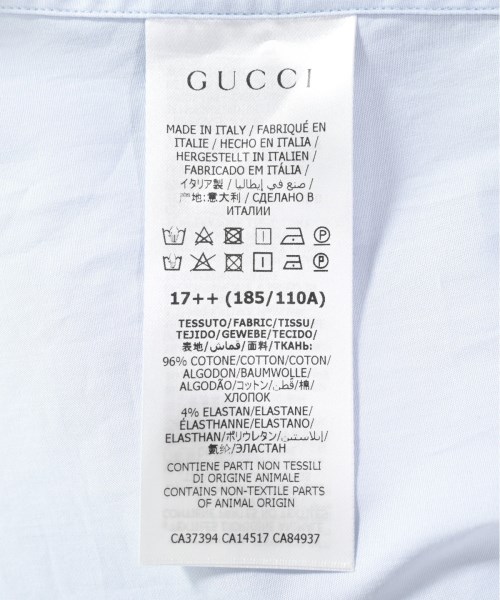 GUCCI
MADE IN ITALY / FABRIQUÉ EN
ITALIE / HECHO EN ITALIA /
HERGESTELLT IN ITALIEN /
FABRICADO EM ITÁLIA /
イタリア製 / صنع في إيطاليا /
产地:意大利 / СДЕЛАНО В
ИТАЛИИ
17++ (185/110A)
TESSUTO/FABRIC/TISSU/
TEJIDO/GEWEBE/TECIDO/
表地/قماش/面料/ТКАНЬ:
96% COTONE/COTTON/COTON/
ALGODON/BAUMWOLLE/
ALGODÃO/コットン/قطن/棉/
ХЛОПОК
4% ELASTAN/ELASTANE/
ÉLASTHANNE/ELASTANO/
ELASTHAN/ポリウレタン/إيلاستين/
氨纶/ЭЛАСТАН
CONTIENE PARTI NON TESSILI
DI ORIGINE ANIMALE
CONTAINS NON-TEXTILE PARTS
OF ANIMAL ORIGIN
CA37394 CA14517 CA84937